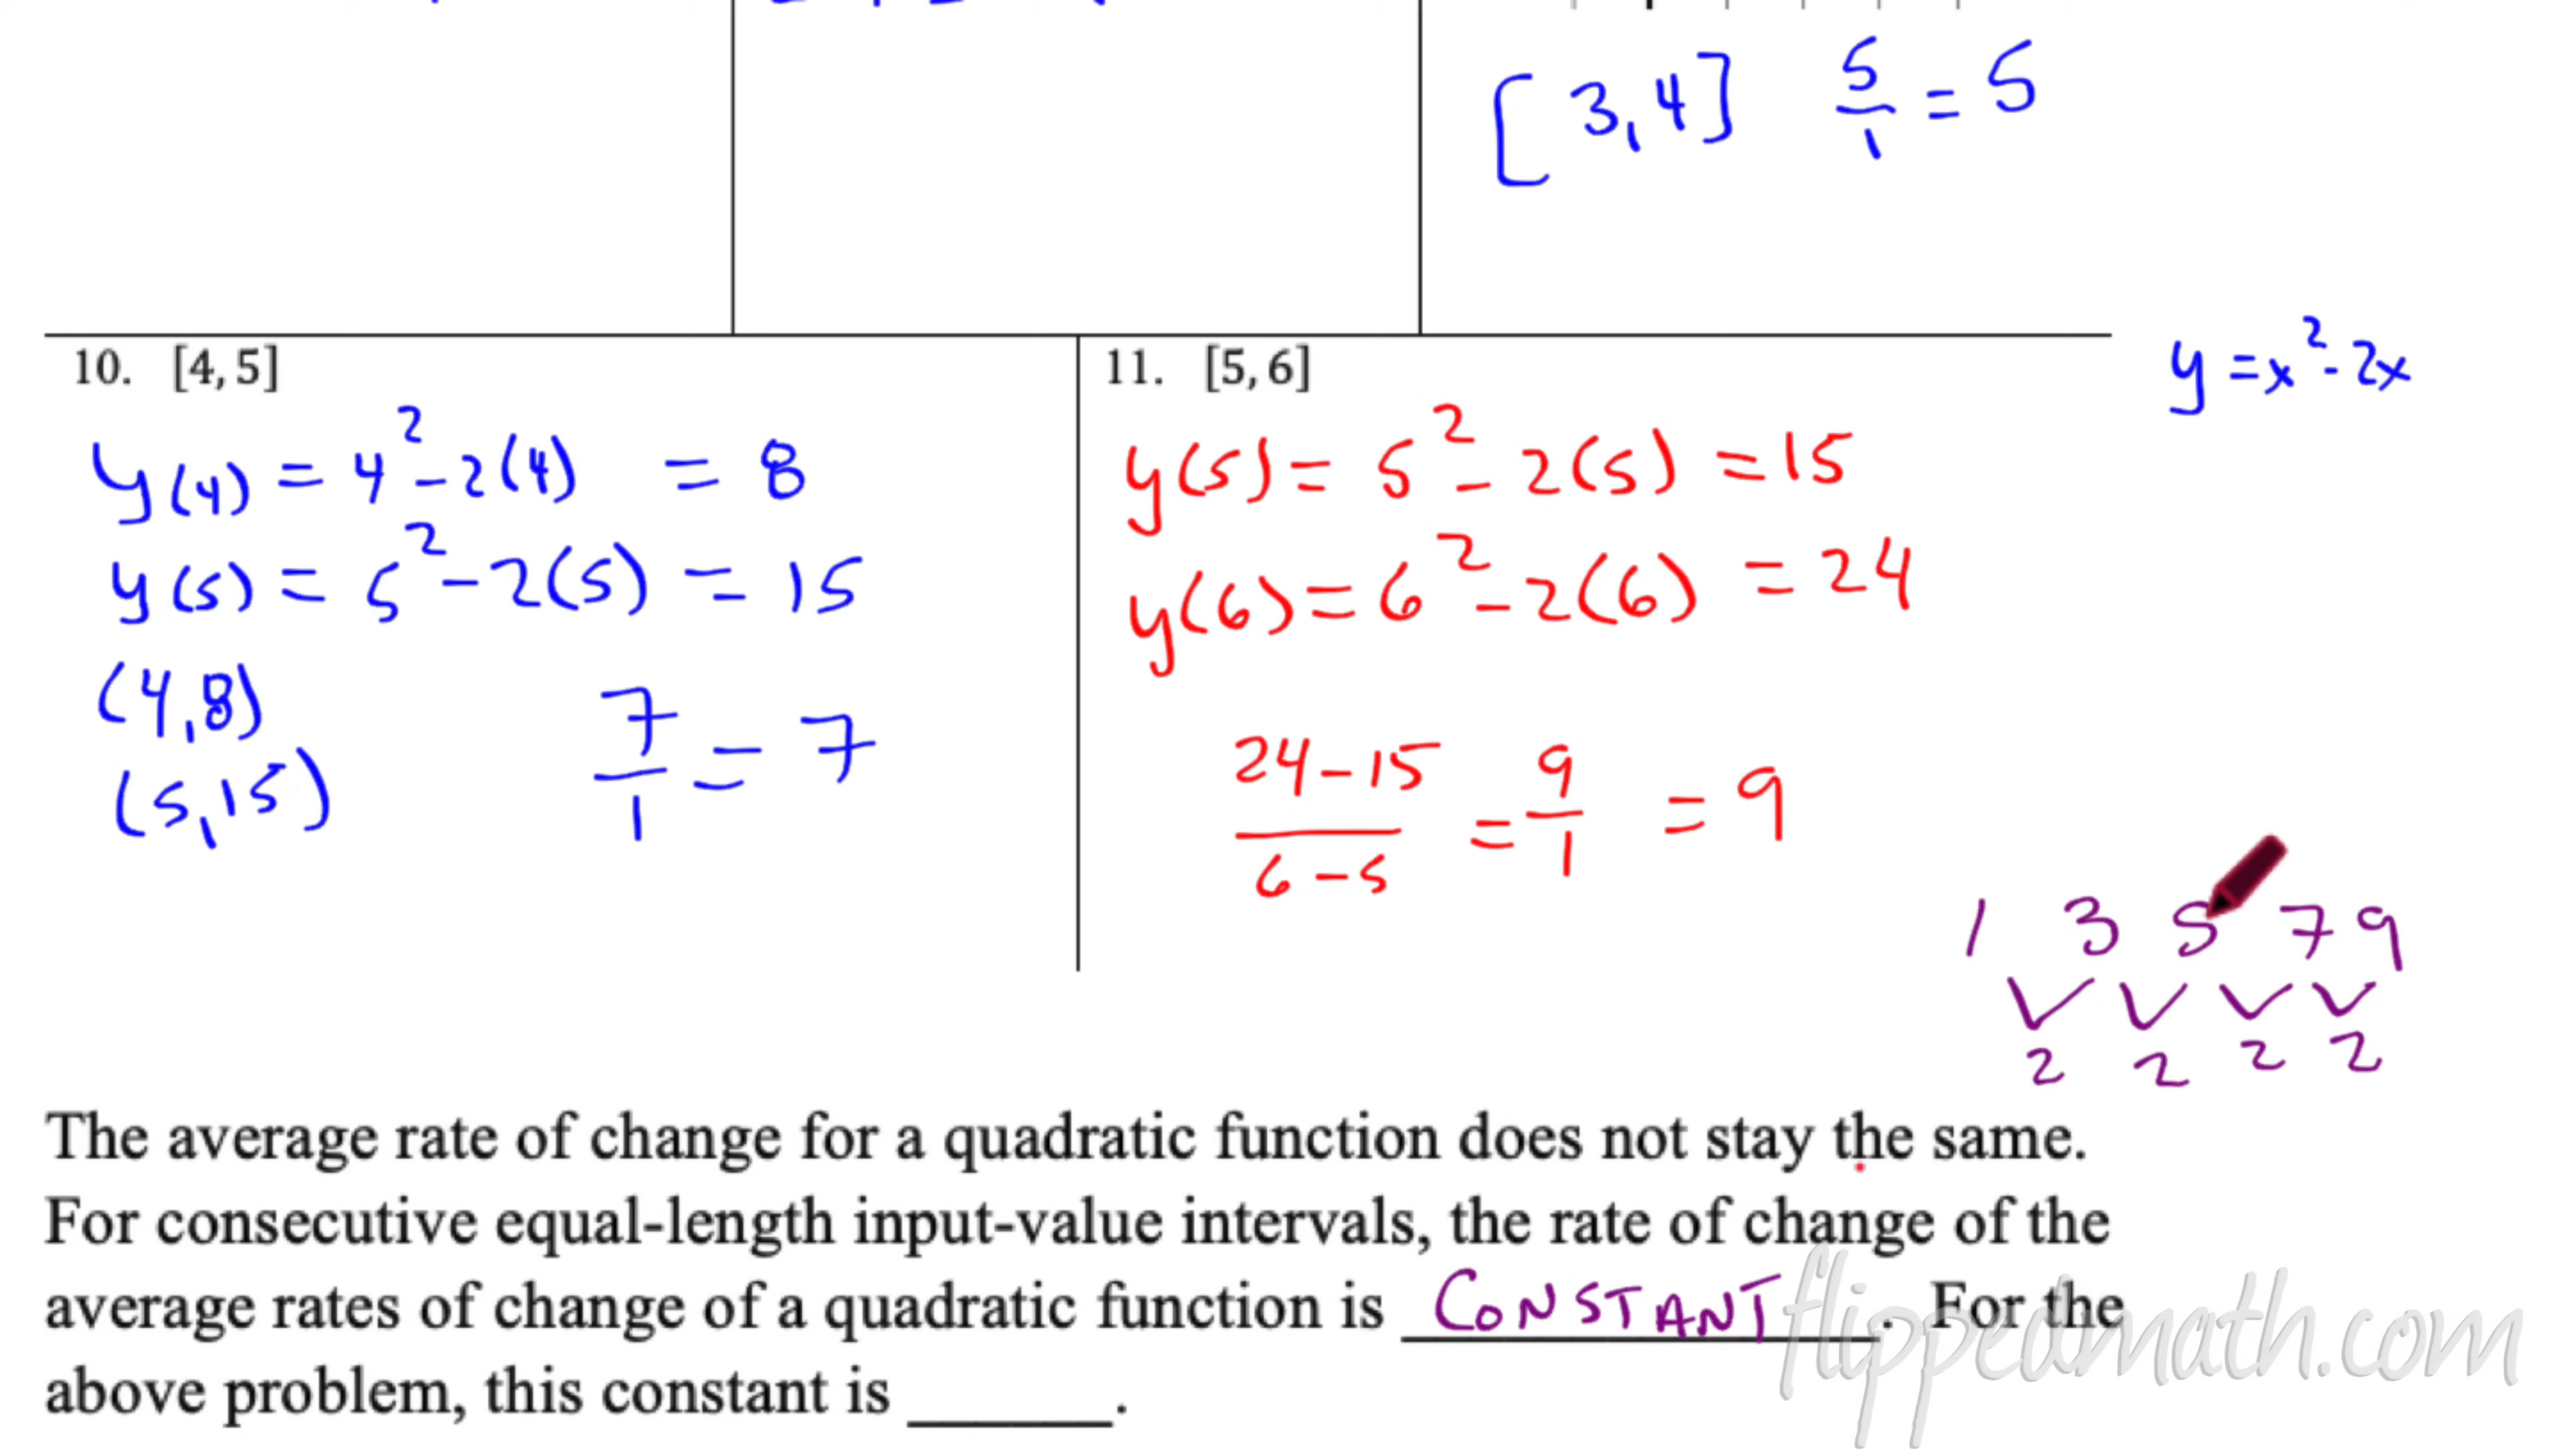 [3,4] 5/1 = 5
y = x² - 2x
10. [4, 5]
y(4) = 4² - 2(4) = 8
y(5) = 5² - 2(5) = 15
(4,8)
(5,15)
7/1 = 7
11. [5, 6]
y(5) = 5² - 2(5) = 15
y(6) = 6² - 2(6) = 24
24-15/6-5 = 9/1 = 9
1 3 5 7 9
2 2 2 2
The average rate of change for a quadratic function does not stay the same.
For consecutive equal-length input-value intervals, the rate of change of the
average rates of change of a quadratic function is CONSTANT. For the
above problem, this constant is ______.
flippedmath.com